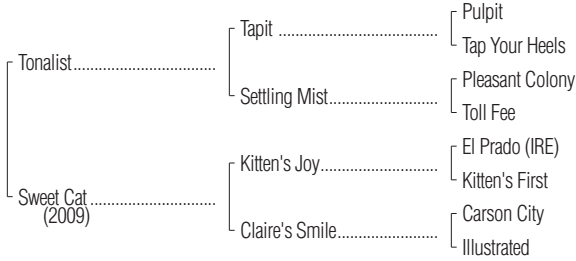 Pulpit
Tapit ..............................
Tap Your Heels
Tonalist..............................
Pleasant Colony
Settling Mist......................
Toll Fee
El Prado (IRE)
Kitten's Joy........................
Kitten's First
Sweet Cat ..........................
(2009)
Carson City
Claire's Smile....................
Illustrated